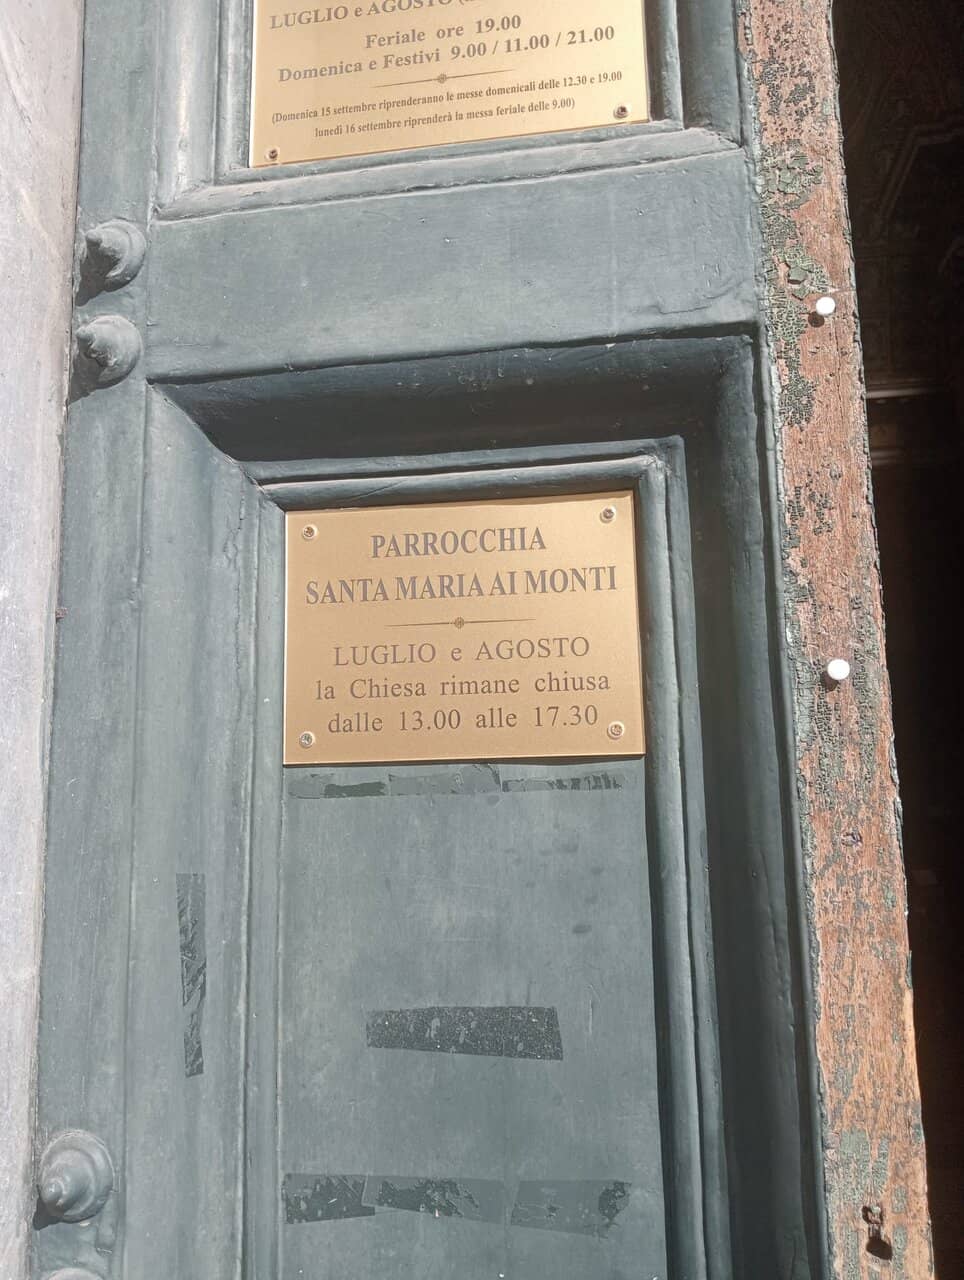 LUGLIO e AGOSTO
Feriale ore 19.00
Domenica e Festivi 9.00 / 11.00 / 21.00
(Domenica 15 settembre riprenderanno le messe domenicali delle 12.30 e 19.00
lunedì 16 settembre riprenderà la messa feriale delle 9.00)
PARROCCHIA
SANTA MARIA AI MONTI
LUGLIO e AGOSTO
la Chiesa rimane chiusa
dalle 13.00 alle 17.30